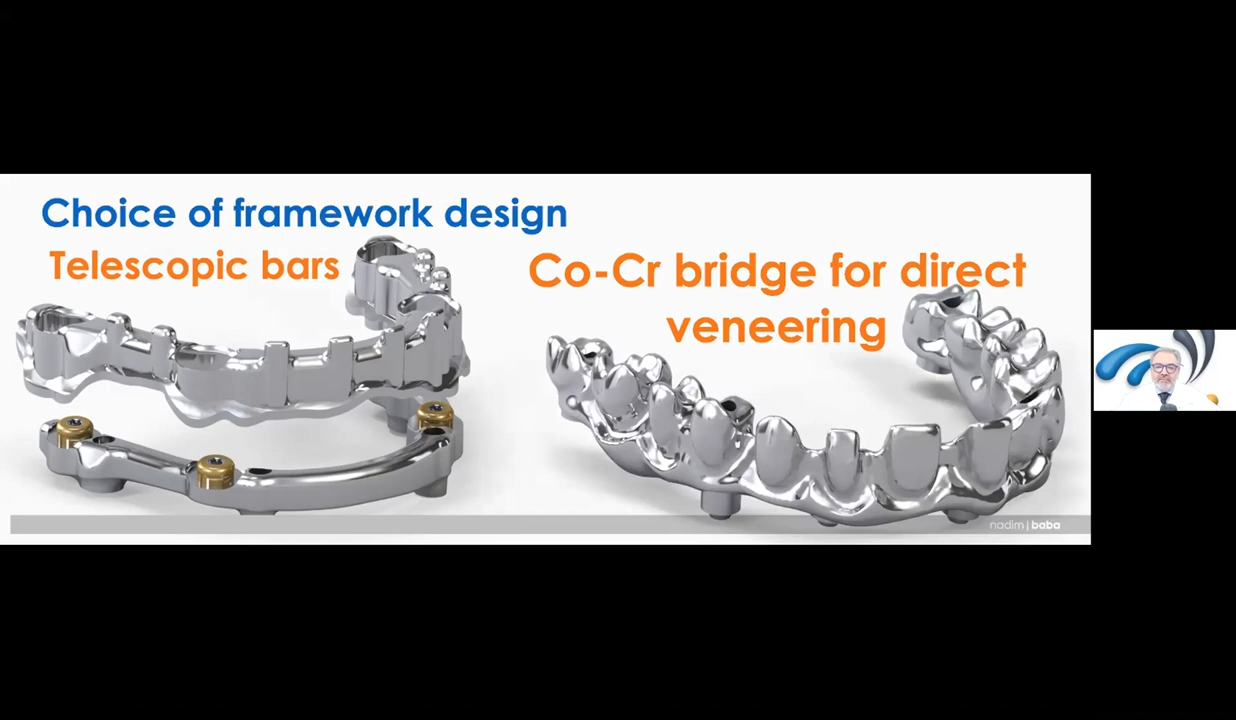 Choice of framework design
Telescopic bars
Co-Cr bridge for direct
veneering
nadim | baba